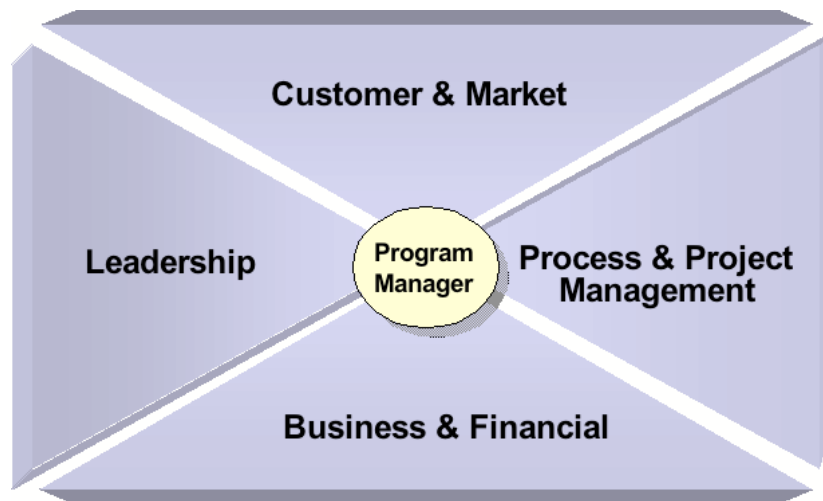 Customer & Market
Leadership
Program
Manager
Process & Project
Management
Business & Financial